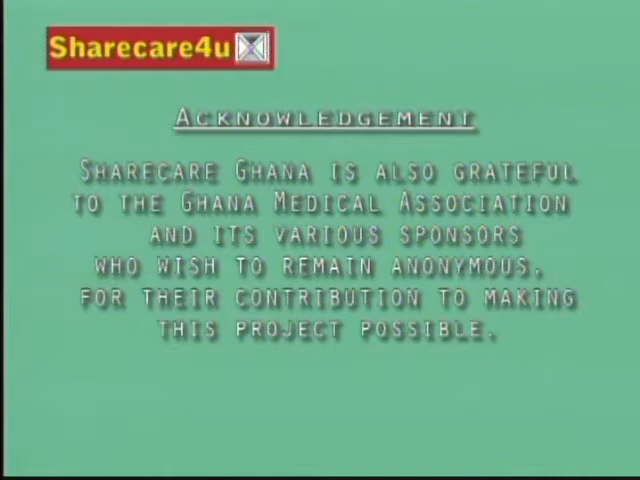 Sharecare4u
ACKNOWLEDGEMENT
SHARECARE GHANA IS ALSO GRATEFUL
TO THE GHANA MEDICAL ASSOCIATION
AND ITS VARIOUS SPONSORS
WHO WISH TO REMAIN ANONYMOUS,
FOR THEIR CONTRIBUTION TO MAKING
THIS PROJECT POSSIBLE.